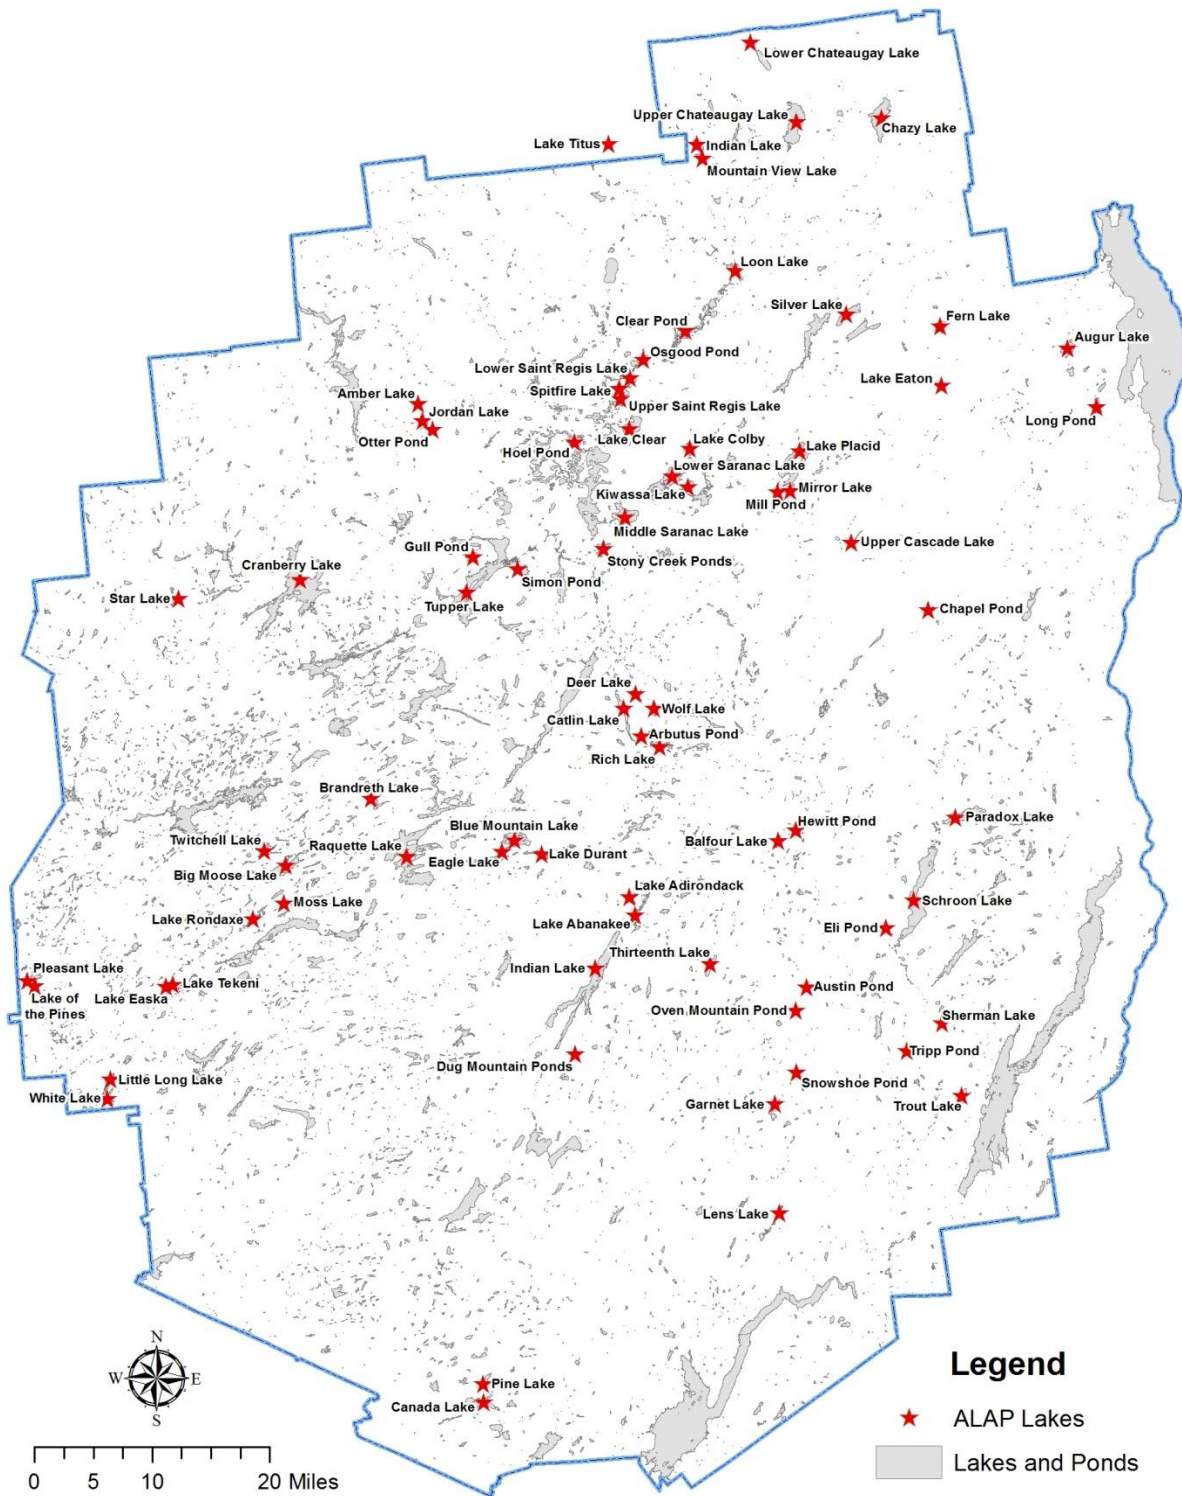 Lower Chateaugay Lake
Upper Chateaugay Lake
Chazy Lake
Lake Titus
Indian Lake
Mountain View Lake
Loon Lake
Silver Lake
Clear Pond
Fern Lake
Augur Lake
Osgood Pond
Lower Saint Regis Lake
Lake Eaton
Spitfire Lake
Amber Lake
Upper Saint Regis Lake
Jordan Lake
Long Pond
Otter Pond
Lake Clear
Lake Colby
Hoel Pond
Lake Placid
Lower Saranac Lake
Kiwassa Lake
Mirror Lake
Mill Pond
Middle Saranac Lake
Upper Cascade Lake
Gull Pond
Stony Creek Ponds
Cranberry Lake
Simon Pond
Star Lake
Tupper Lake
Chapel Pond
Deer Lake
Wolf Lake
Catlin Lake
Arbutus Pond
Rich Lake
Brandreth Lake
Paradox Lake
Hewitt Pond
Blue Mountain Lake
Twitchell Lake
Raquette Lake
Balfour Lake
Eagle Lake
Lake Durant
Big Moose Lake
Lake Adirondack
Moss Lake
Schroon Lake
Lake Rondaxe
Lake Abanakee
Eli Pond
Thirteenth Lake
Pleasant Lake
Indian Lake
Lake Tekeni
Lake Easka
Lake of
the Pines
Austin Pond
Oven Mountain Pond
Sherman Lake
Tripp Pond
Dug Mountain Ponds
Little Long Lake
Snowshoe Pond
White Lake
Garnet Lake
Trout Lake
Lens Lake
N
W
E
S
Pine Lake
Canada Lake
Legend
ALAP Lakes
Lakes and Ponds
0 5 10 20 Miles